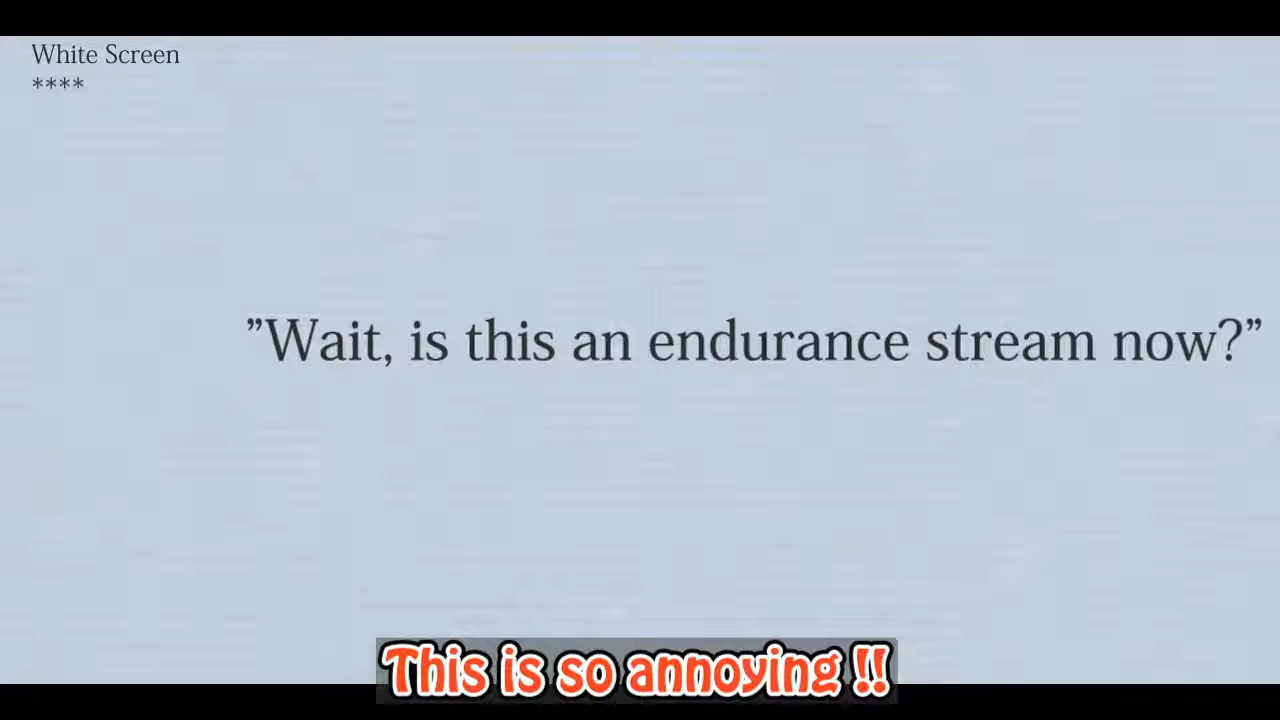 White Screen
****
”Wait, is this an endurance stream now?”
This is so annoying !!